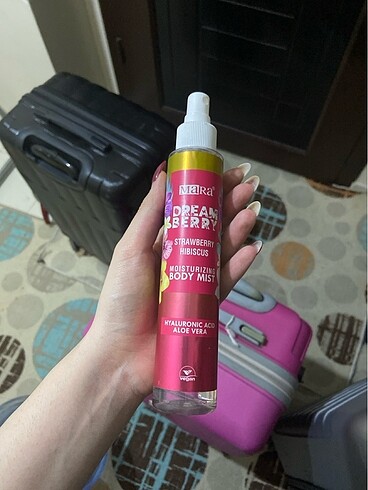 MARA
DREAM
BERRY
STRAWBERRY
HIBISCUS
MOISTURIZING
BODY MIST
HYALURONIC ACID
ALOE VERA
vegan